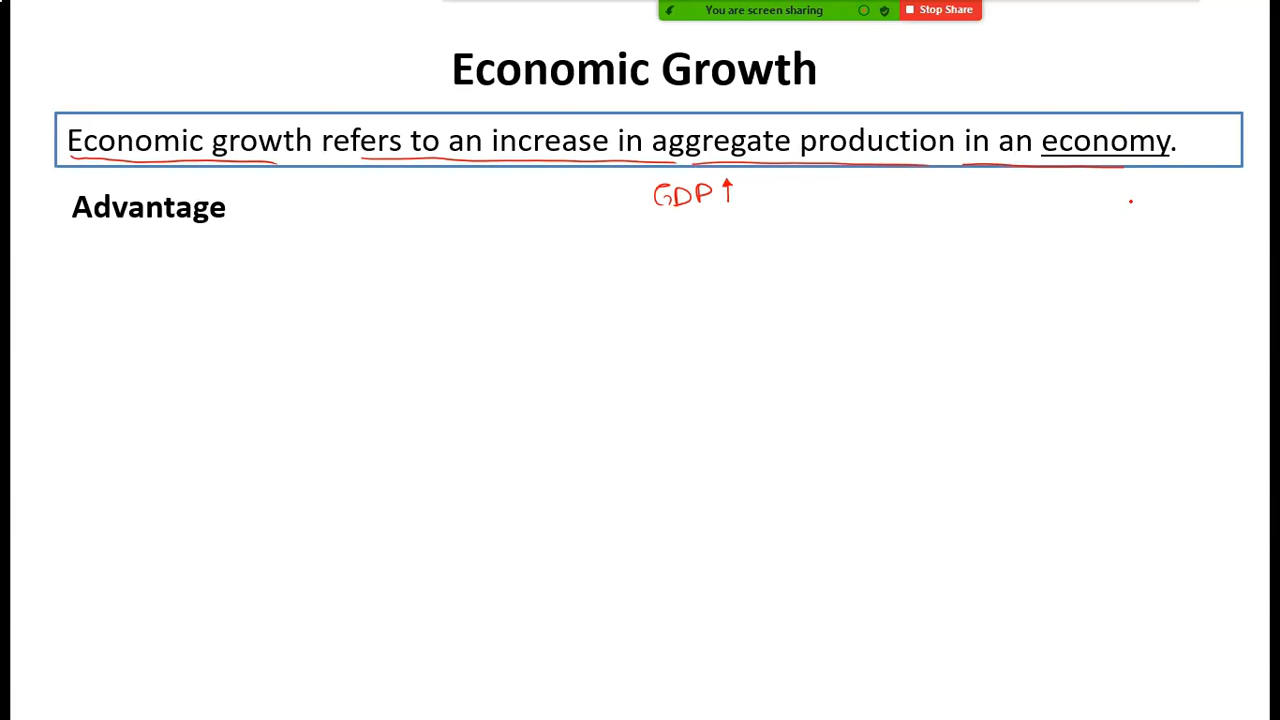 You are screen sharing Stop Share
Economic Growth
Economic growth refers to an increase in aggregate production in an economy.
GDP ↑
Advantage